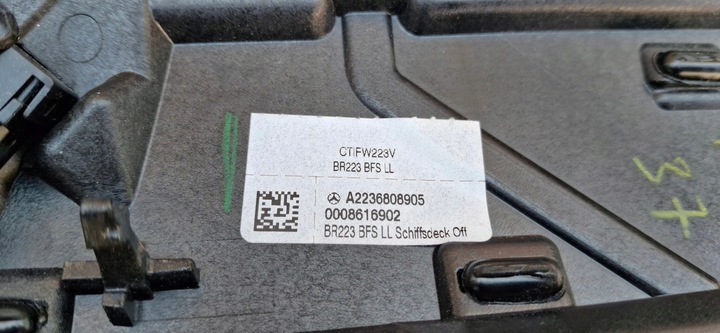 CTIFW223V
BR223 BFS LL
A2236808905
0008616902
BR223 BFS LL Schiffsdeck Off